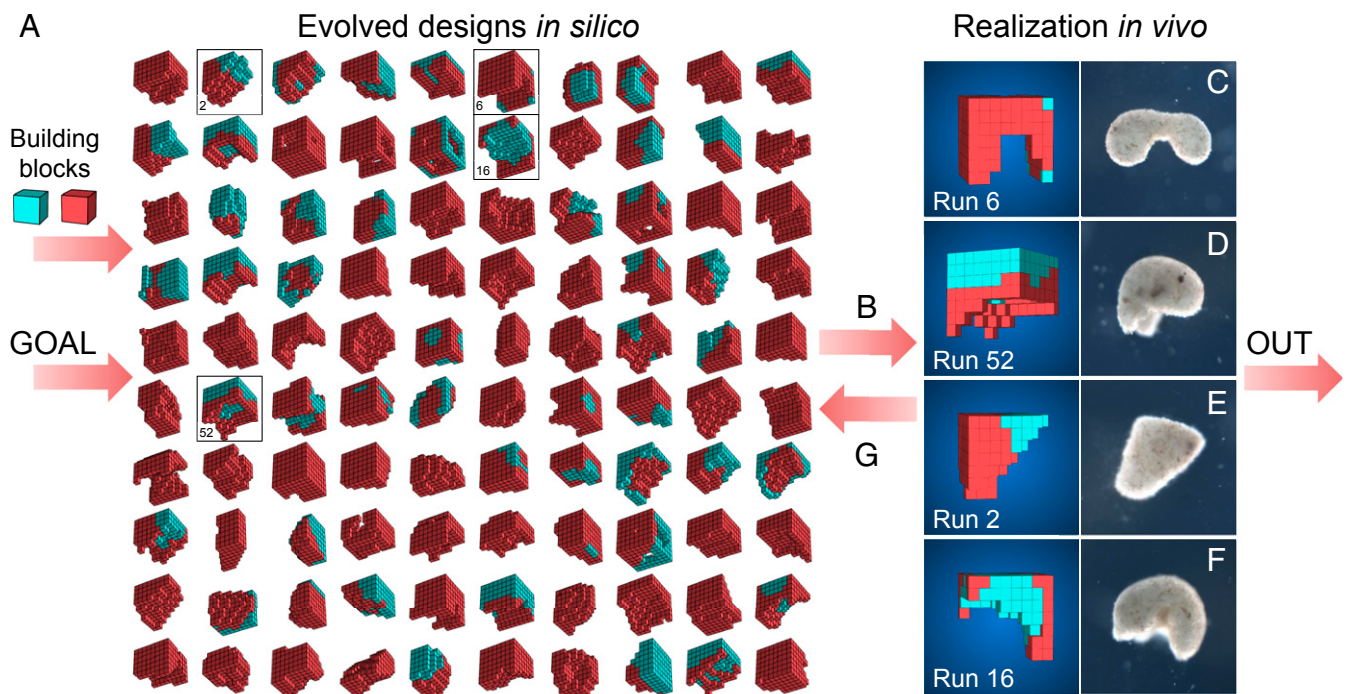 A
Evolved designs in silico
Realization in vivo
Building
blocks
GOAL
2
6
16
52
B
G
Run 6
C
Run 52
D
Run 2
E
Run 16
F
OUT